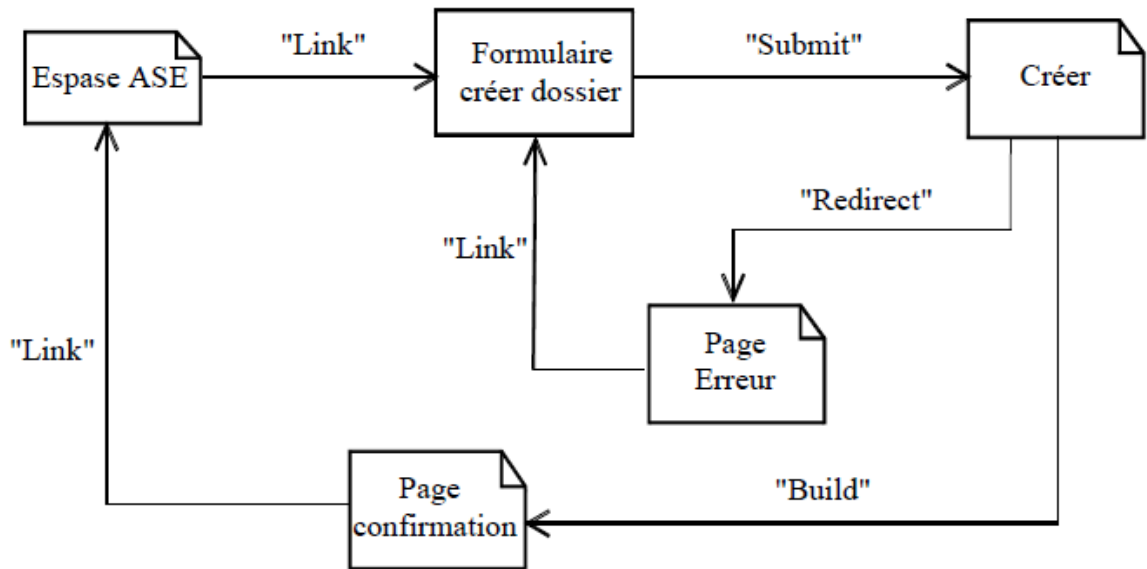 "Link"
"Submit"
Espase ASE
Formulaire
créer dossier
Créer
"Redirect"
"Link"
"Link"
Page
Erreur
"Build"
Page
confirmation